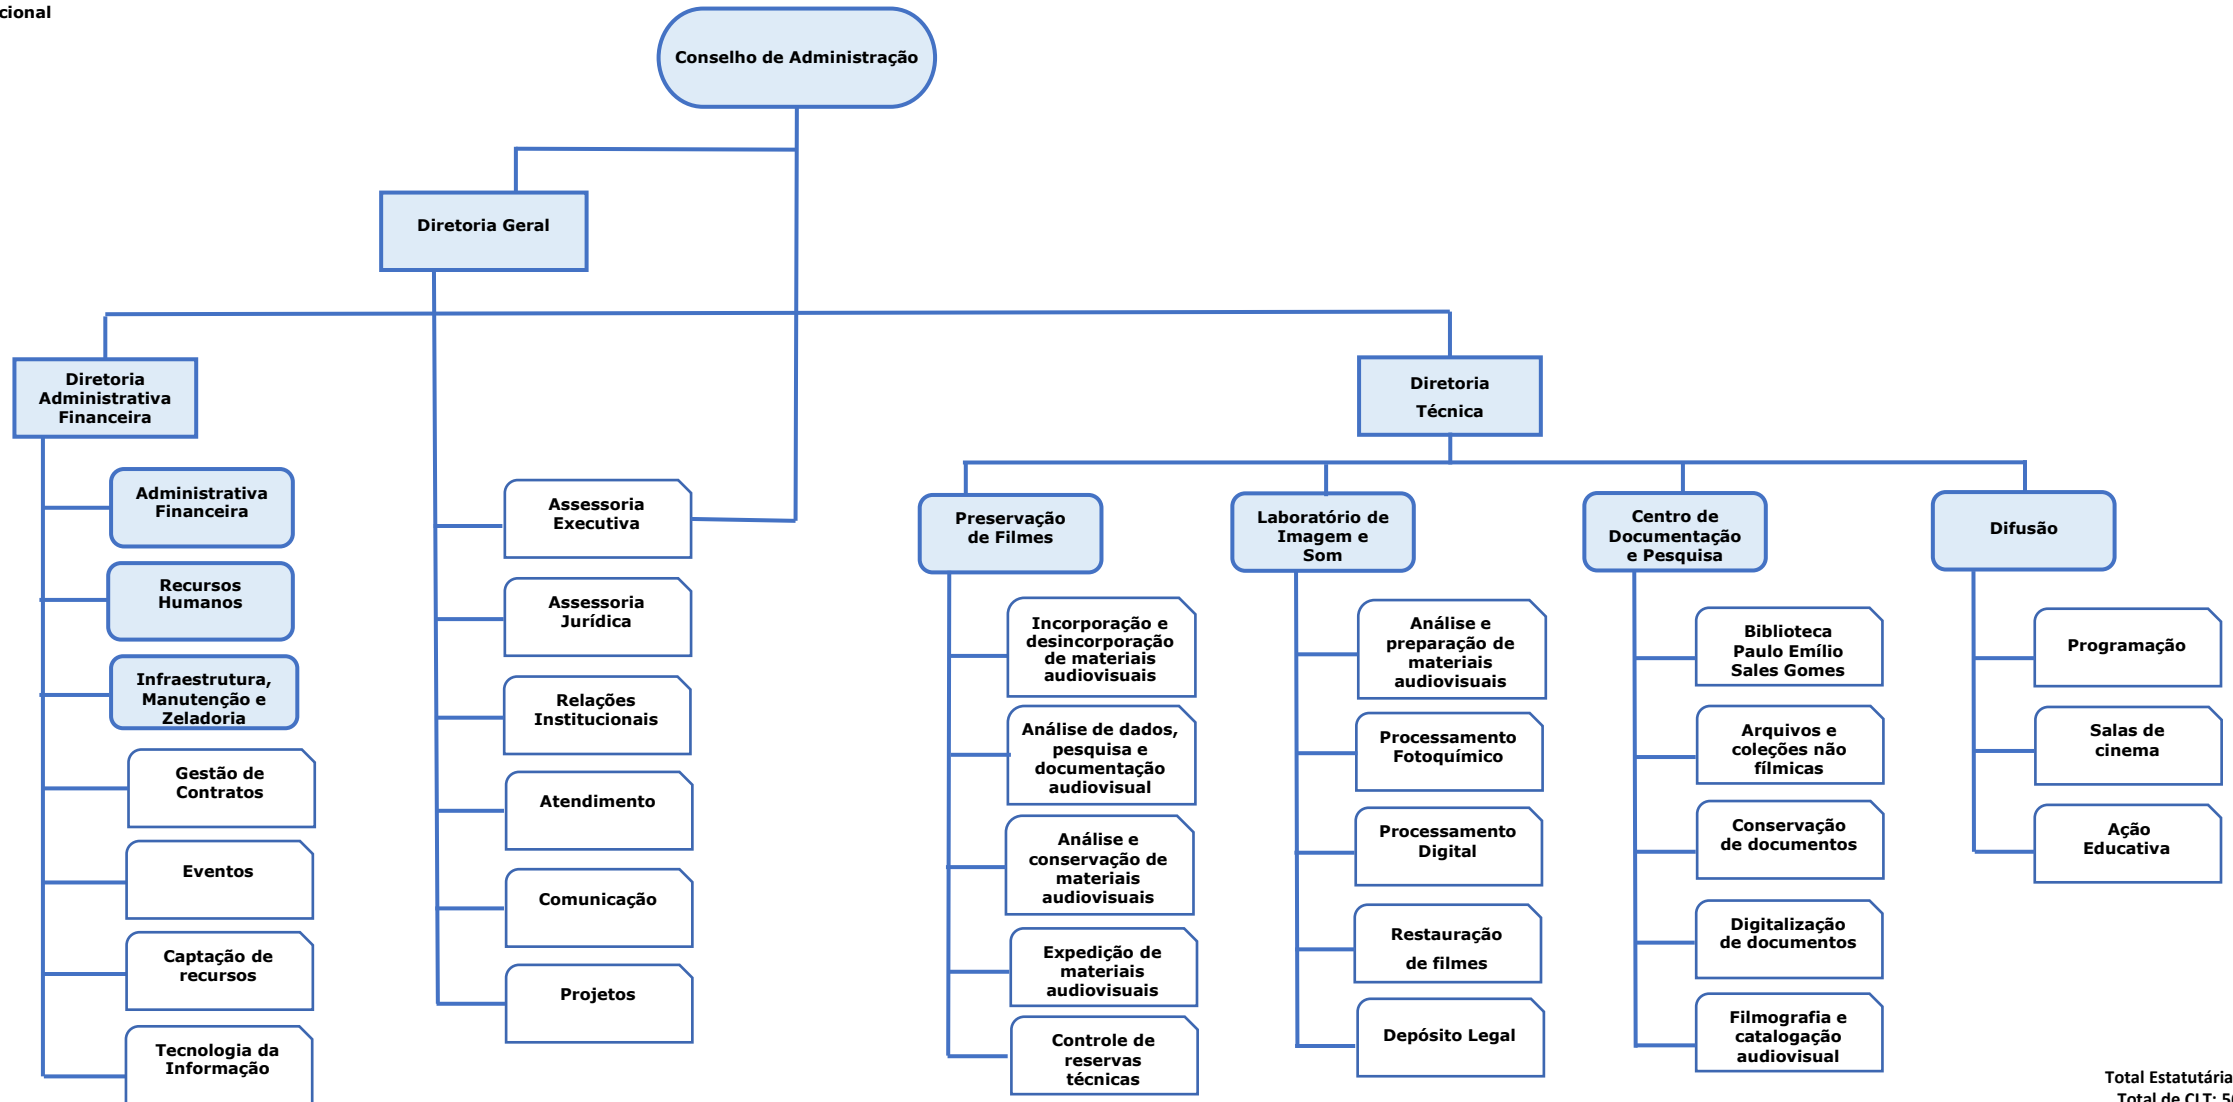 cional
Conselho de Administração
Diretoria Geral
Diretoria
Administrativa
Financeira
Diretoria
Técnica
Administrativa
Financeira
Recursos
Humanos
Infraestrutura,
Manutenção e
Zeladoria
Gestão de
Contratos
Eventos
Captação de
recursos
Tecnologia da
Informação
Assessoria
Executiva
Assessoria
Jurídica
Relações
Institucionais
Atendimento
Comunicação
Projetos
Preservação
de Filmes
Incorporação e
desincorporação
de materiais
audiovisuais
Análise de dados,
pesquisa e
documentação
audiovisual
Análise e
conservação de
materiais
audiovisuais
Expedição de
materiais
audiovisuais
Controle de
reservas
técnicas
Laboratório de
Imagem e
Som
Análise e
preparação de
materiais
audiovisuais
Processamento
Fotoquímico
Processamento
Digital
Restauração
de filmes
Depósito Legal
Centro de
Documentação
e Pesquisa
Biblioteca
Paulo Emílio
Sales Gomes
Arquivos e
coleções não
fílmicas
Conservação
de documentos
Digitalização
de documentos
Filmografia e
catalogação
audiovisual
Difusão
Programação
Salas de
cinema
Ação
Educativa
Total Estatutária
Total de CLT: